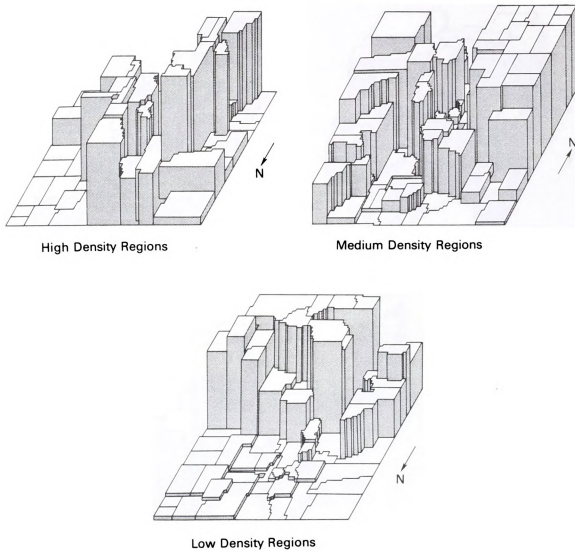 N
High Density Regions
N
Medium Density Regions
N
Low Density Regions